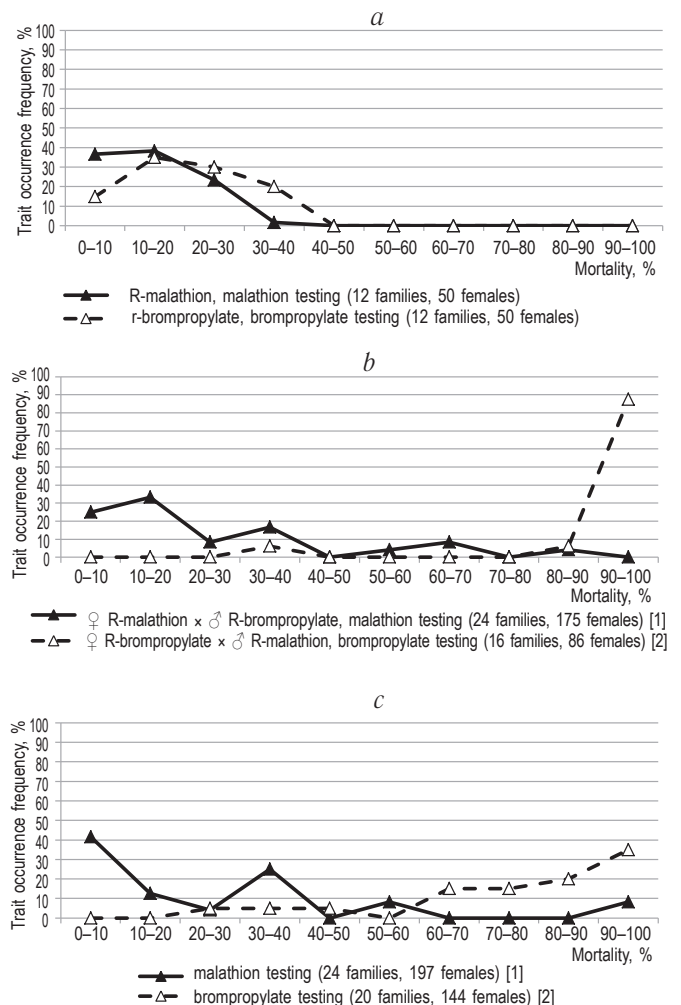 a
Trait occurrence frequency, %
100
90
80
70
60
50
40
30
20
10
0
0–10 10–20 20–30 30–40 40–50 50–60 60–70 70–80 80–90 90–100
Mortality, %
R-malathion, malathion testing (12 families, 50 females)
r-brompropylate, brompropylate testing (12 families, 50 females)
b
Trait occurrence frequency, %
100
90
80
70
60
50
40
30
20
10
0
0–10 10–20 20–30 30–40 40–50 50–60 60–70 70–80 80–90 90–100
Mortality, %
♀ R-malathion × ♂ R-brompropylate, malathion testing (24 families, 175 females) [1]
♀ R-brompropylate × ♂ R-malathion, brompropylate testing (16 families, 86 females) [2]
c
Trait occurrence frequency, %
100
90
80
70
60
50
40
30
20
10
0
0–10 10–20 20–30 30–40 40–50 50–60 60–70 70–80 80–90 90–100
Mortality, %
malathion testing (24 families, 197 females) [1]
brompropylate testing (20 families, 144 females) [2]